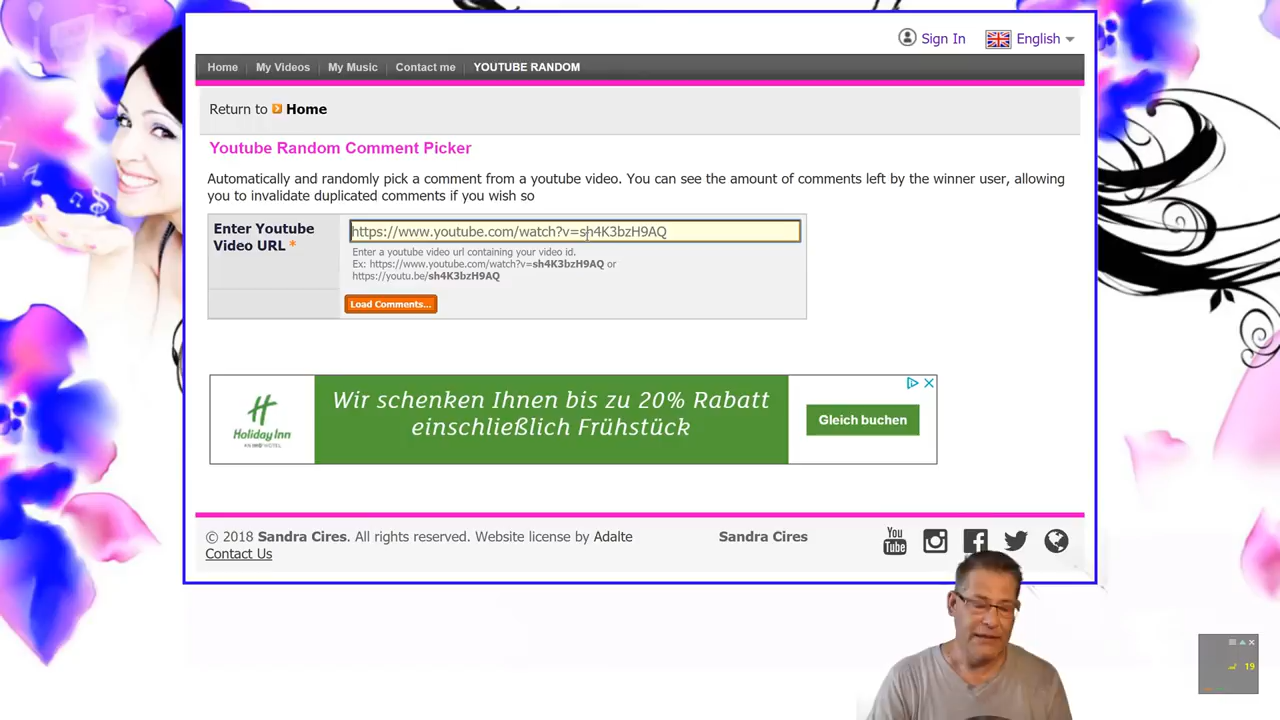 Sign In
English
Home
My Videos
My Music
Contact me
YOUTUBE RANDOM
Return to Home
Youtube Random Comment Picker
Automatically and randomly pick a comment from a youtube video. You can see the amount of comments left by the winner user, allowing
you to invalidate duplicated comments if you wish so
Enter Youtube
Video URL *
https://www.youtube.com/watch?v=sh4K3bzH9AQ
Enter a youtube video url containing your video id.
Ex: https://www.youtube.com/watch?v=sh4K3bzH9AQ or
https://youtu.be/sh4K3bzH9AQ
Load Comments...
Holiday Inn
AN IHG HOTEL
Wir schenken Ihnen bis zu 20% Rabatt
einschließlich Frühstück
Gleich buchen
© 2018 Sandra Cires. All rights reserved. Website license by Adalte
Contact Us
Sandra Cires
You
Tube
19